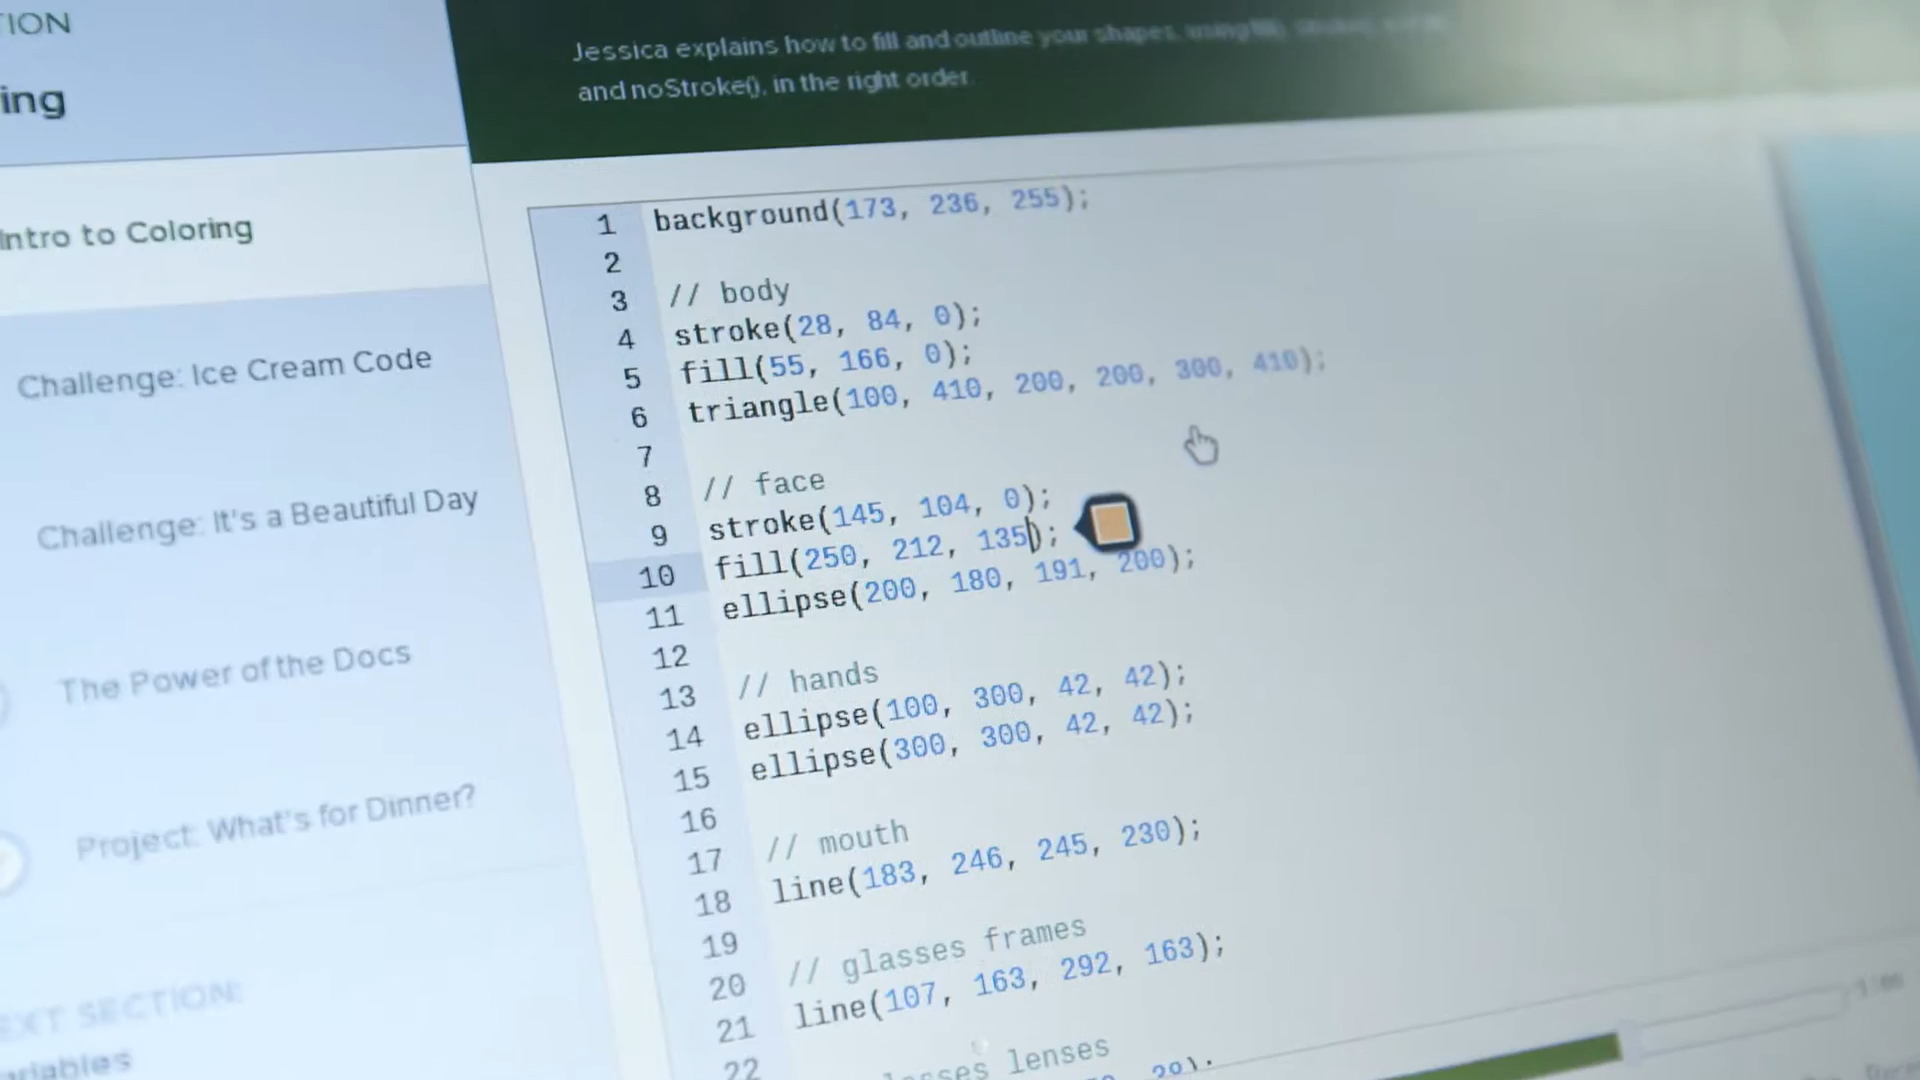 TION
ing
Intro to Coloring
Challenge: Ice Cream Code
Challenge: It's a Beautiful Day
The Power of the Docs
Project: What's for Dinner?
EXT SECTION:
ariables
Jessica explains how to fill and outline your shapes,
and noStroke(), in the right order.
1 background(173, 236, 255);
2
3 // body
4 stroke(28, 84, 0);
5 fill(55, 166, 0);
6 triangle(100, 410, 200, 200, 300, 410);
7
8 // face
9 stroke(145, 104, 0);
10 fill(250, 212, 135);
11 ellipse(200, 180, 191, 200);
12
13 // hands
14 ellipse(100, 300, 42, 42);
15 ellipse(300, 300, 42, 42);
16
17 // mouth
18 line(183, 246, 245, 230);
19
20 // glasses frames
21 line(107, 163, 292, 163);
22
lenses